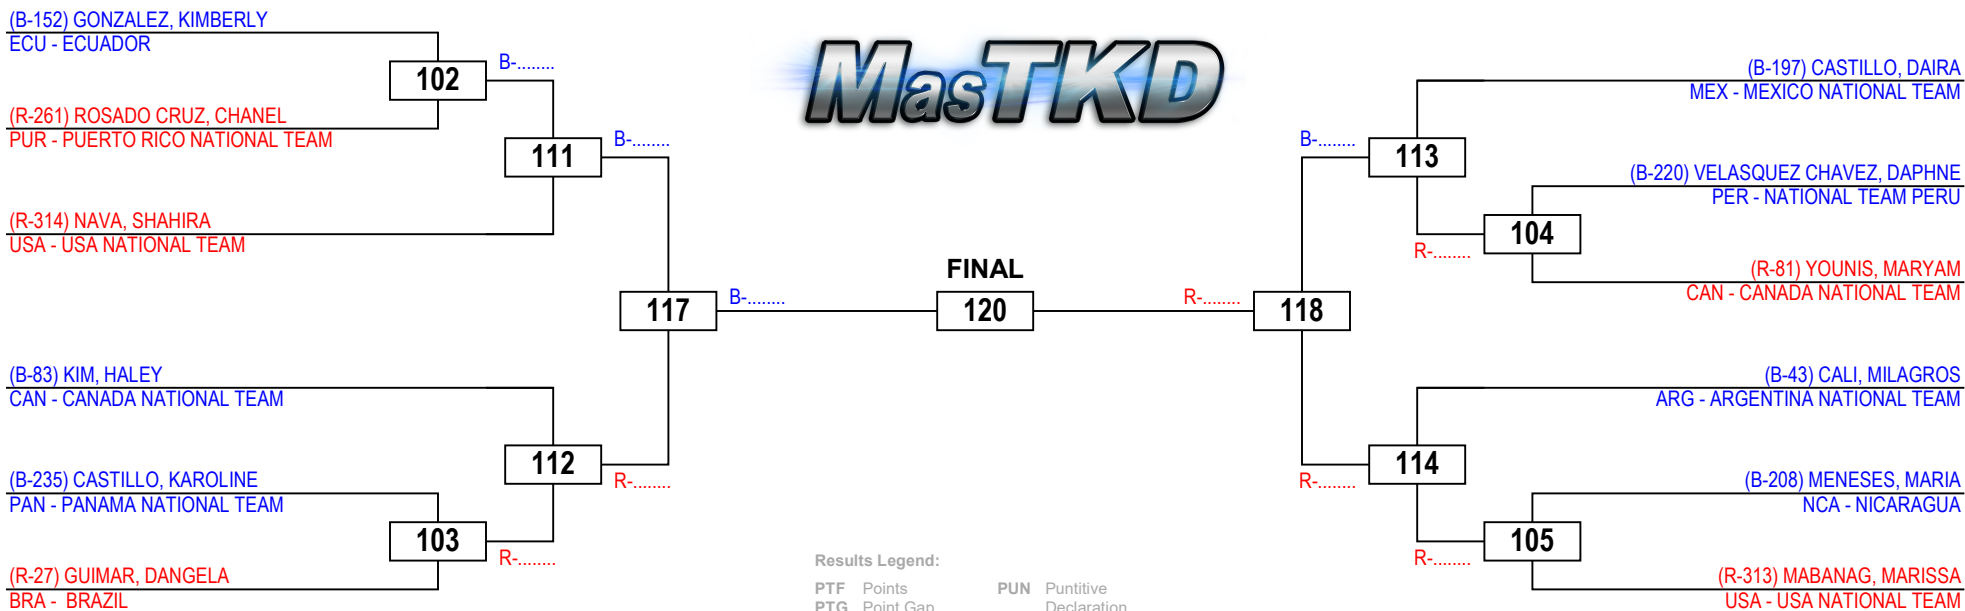 (B-152) GONZALEZ, KIMBERLY
ECU - ECUADOR
102
B-........
(R-261) ROSADO CRUZ, CHANEL
PUR - PUERTO RICO NATIONAL TEAM
111
B-........
(R-314) NAVA, SHAHIRA
USA - USA NATIONAL TEAM
117
B-........
(B-83) KIM, HALEY
CAN - CANADA NATIONAL TEAM
112
R-........
(B-235) CASTILLO, KAROLINE
PAN - PANAMA NATIONAL TEAM
103
R-........
(R-27) GUIMAR, DANGELA
BRA -  BRAZIL
MasTKD
FINAL
120
Results Legend:
PTF Points
PUN Puntitive
PTG Point Gap
Declaration
(B-197) CASTILLO, DAIRA
MEX - MEXICO NATIONAL TEAM
B-........
113
(B-220) VELASQUEZ CHAVEZ, DAPHNE
PER - NATIONAL TEAM PERU
104
R-........
(R-81) YOUNIS, MARYAM
CAN - CANADA NATIONAL TEAM
R-........
118
(B-43) CALI, MILAGROS
ARG - ARGENTINA NATIONAL TEAM
114
R-........
(B-208) MENESES, MARIA
NCA - NICARAGUA
105
R-........
(R-313) MABANAG, MARISSA
USA - USA NATIONAL TEAM